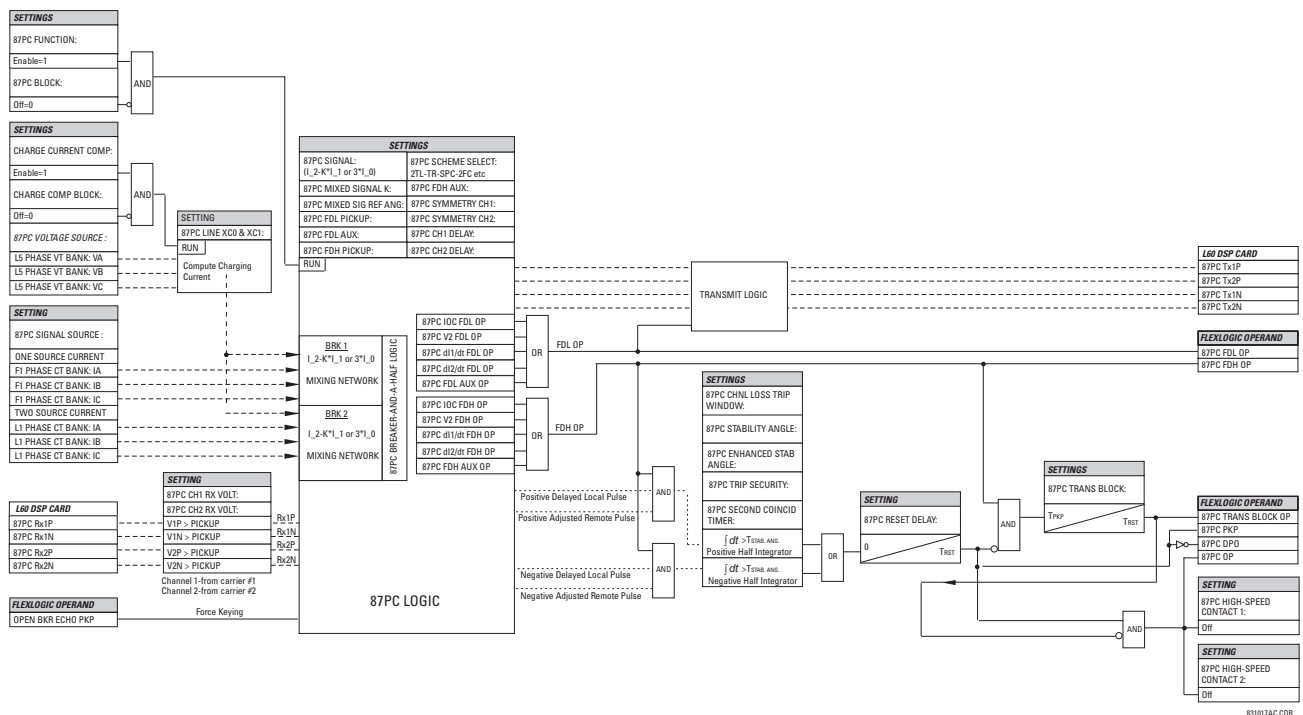 SETTINGS
87PC FUNCTION:
Enable=1
87PC BLOCK:
Off=0
AND
SETTINGS
CHARGE CURRENT COMP:
Enable=1
CHARGE COMP BLOCK:
Off=0
87PC VOLTAGE SOURCE :
L5 PHASE VT BANK: VA
L5 PHASE VT BANK: VB
L5 PHASE VT BANK: VC
AND
SETTING
87PC LINE XC0 & XC1:
RUN
Compute Charging
Current
SETTING
87PC SIGNAL SOURCE :
ONE SOURCE CURRENT
F1 PHASE CT BANK: IA
F1 PHASE CT BANK: IB
F1 PHASE CT BANK: IC
TWO SOURCE CURRENT
L1 PHASE CT BANK: IA
L1 PHASE CT BANK: IB
L1 PHASE CT BANK: IC
L60 DSP CARD
87PC Rx1P
87PC Rx1N
87PC Rx2P
87PC Rx2N
SETTING
87PC CH1 RX VOLT:
87PC CH2 RX VOLT:
V1P > PICKUP
V1N > PICKUP
V2P > PICKUP
V2N > PICKUP
Channel 1-from carrier #1
Channel 2-from carrier #2
Rx1P
Rx1N
Rx2P
Rx2N
FLEXLOGIC OPERAND
OPEN BKR ECHO PKP
Force Keying
SETTINGS
87PC SIGNAL:
(I_2-K*I_1 or 3*I_0)
87PC MIXED SIGNAL K:
87PC MIXED SIG REF ANG:
87PC FDL PICKUP:
87PC FDL AUX:
87PC FDH PICKUP:
87PC SCHEME SELECT:
2TL-TR-SPC-2FC etc
87PC FDH AUX:
87PC SYMMETRY CH1:
87PC SYMMETRY CH2:
87PC CH1 DELAY:
87PC CH2 DELAY:
RUN
BRK 1
I_2-K*I_1 or 3*I_0
MIXING NETWORK
BRK 2
I_2-K*I_1 or 3*I_0
MIXING NETWORK
87PC BREAKER-AND-A-HALF LOGIC
87PC IOC FDL OP
87PC V2 FDL OP
87PC dI1/dt FDL OP
87PC dI2/dt FDL OP
87PC FDL AUX OP
OR
FDL OP
87PC IOC FDH OP
87PC V2 FDH OP
87PC dI1/dt FDH OP
87PC dI2/dt FDH OP
87PC FDH AUX OP
OR
FDH OP
87PC LOGIC
Positive Delayed Local Pulse
Positive Adjusted Remote Pulse
AND
Negative Delayed Local Pulse
Negative Adjusted Remote Pulse
AND
TRANSMIT LOGIC
SETTINGS
87PC CHNL LOSS TRIP
WINDOW:
87PC STABILITY ANGLE:
87PC ENHANCED STAB
ANGLE:
87PC TRIP SECURITY:
87PC SECOND COINCID
TIMER:
∫ dt >TSTAB. ANG.
Positive Half Integrator
∫ dt >TSTAB. ANG.
Negative Half Integrator
OR
SETTING
87PC RESET DELAY:
0
TRST
AND
SETTINGS
87PC TRANS BLOCK:
TPKP
TRST
AND
L60 DSP CARD
87PC Tx1P
87PC Tx2P
87PC Tx1N
87PC Tx2N
FLEXLOGIC OPERAND
87PC FDL OP
87PC FDH OP
FLEXLOGIC OPERAND
87PC TRANS BLOCK OP
87PC PKP
87PC DPO
87PC OP
SETTING
87PC HIGH-SPEED
CONTACT 1:
Off
SETTING
87PC HIGH-SPEED
CONTACT 2:
Off
831017AC.CDR